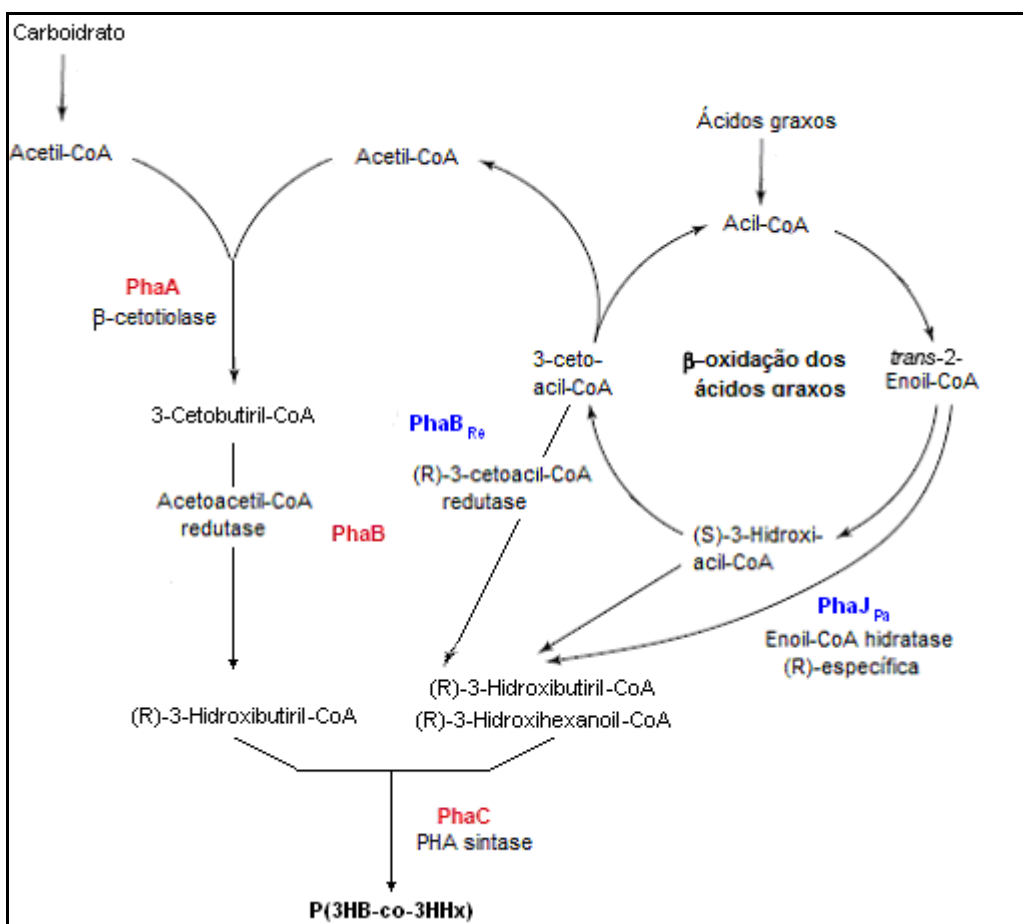 Carboidrato
Ácidos graxos
Acetil-CoA
Acetil-CoA
Acil-CoA
PhaA
β-cetotiolase
3-ceto-
acil-CoA
β-oxidação dos
ácidos graxos
trans-2-
Enoil-CoA
3-Cetobutiril-CoA
PhaB Re
(R)-3-cetoacil-CoA
redutase
Acetoacetil-CoA
redutase
PhaB
(S)-3-Hidroxi-
acil-CoA
PhaJ Pa
Enoil-CoA hidratase
(R)-específica
(R)-3-Hidroxibutiril-CoA
(R)-3-Hidroxibutiril-CoA
(R)-3-Hidroxihexanoil-CoA
PhaC
PHA sintase
P(3HB-co-3HHx)